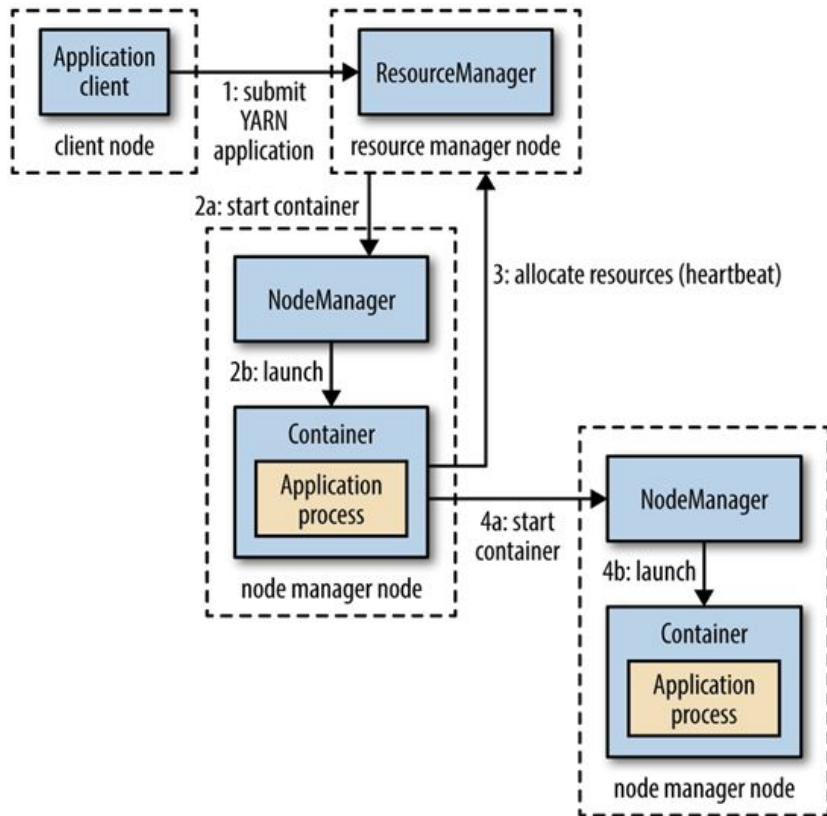 Application
client
client node
1: submit
YARN
application
ResourceManager
resource manager node
2a: start container
NodeManager
2b: launch
Container
Application
process
node manager node
3: allocate resources (heartbeat)
4a: start
container
NodeManager
4b: launch
Container
Application
process
node manager node